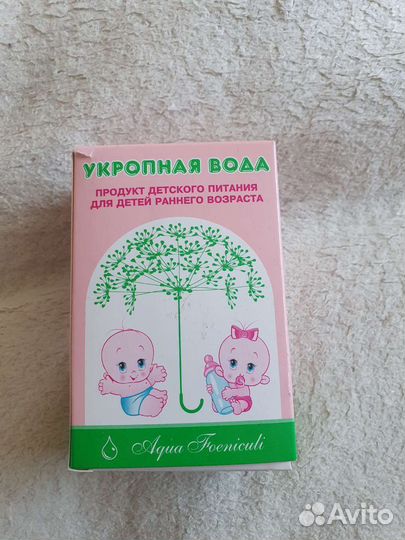 УКРОПНАЯ ВОДА
ПРОДУКТ ДЕТСКОГО ПИТАНИЯ
ДЛЯ ДЕТЕЙ РАННЕГО ВОЗРАСТА
Aqua Foeniculi
Avito